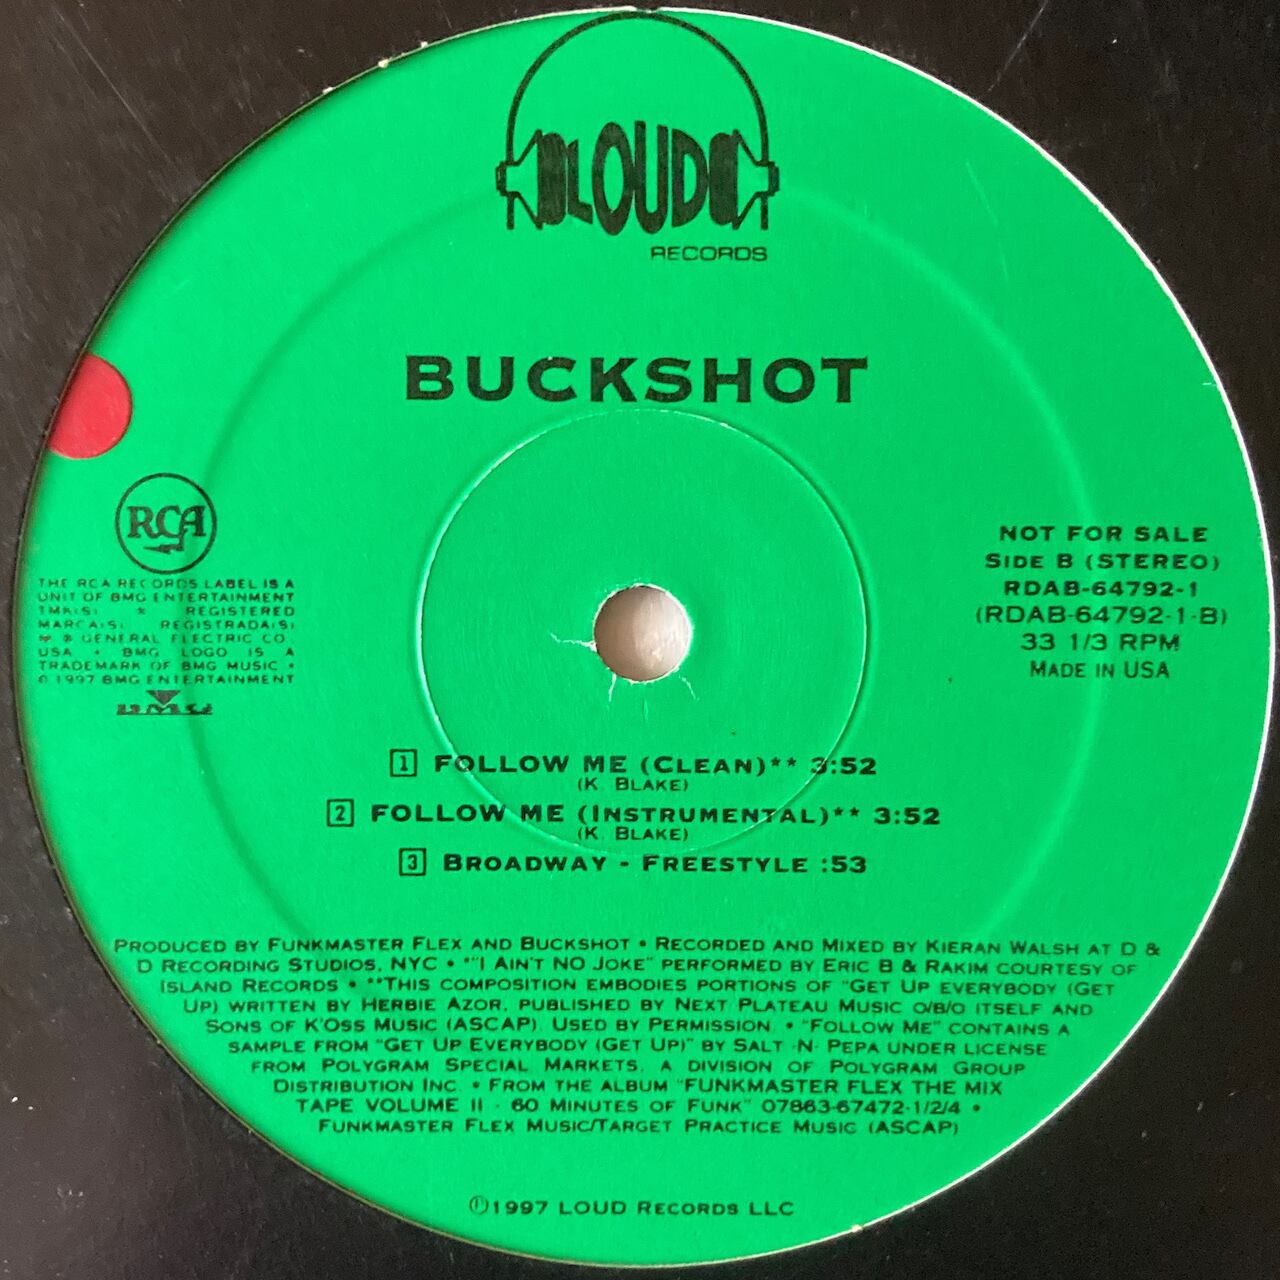 LOUD
RECORDS
BUCKSHOT
RCA
THE RCA RECORDS LABEL IS A
UNIT OF BMG ENTERTAINMENT
TMK(S) ® REGISTERED
MARCA(S) REGISTRADA(S)
® GENERAL ELECTRIC CO.,
USA • BMG LOGO IS A
TRADEMARK OF BMG MUSIC •
© 1997 BMG ENTERTAINMENT
BMG
NOT FOR SALE
SIDE B (STEREO)
RDAB-64792-1
(RDAB-64792-1-B)
33 1/3 RPM
MADE IN USA
1 FOLLOW ME (CLEAN)** 3:52
(K. BLAKE)
2 FOLLOW ME (INSTRUMENTAL)** 3:52
(K. BLAKE)
3 BROADWAY - FREESTYLE :53
PRODUCED BY FUNKMASTER FLEX AND BUCKSHOT • RECORDED AND MIXED BY KIERAN WALSH AT D &
D RECORDING STUDIOS, NYC • *"I AIN'T NO JOKE" PERFORMED BY ERIC B & RAKIM COURTESY OF
ISLAND RECORDS • **THIS COMPOSITION EMBODIES PORTIONS OF "GET UP EVERYBODY (GET
UP) WRITTEN BY HERBIE AZOR, PUBLISHED BY NEXT PLATEAU MUSIC O/B/O ITSELF AND
SONS OF K'OSS MUSIC (ASCAP). USED BY PERMISSION. • "FOLLOW ME" CONTAINS A
SAMPLE FROM "GET UP EVERYBODY (GET UP)" BY SALT -N- PEPA UNDER LICENSE
FROM POLYGRAM SPECIAL MARKETS, A DIVISION OF POLYGRAM GROUP
DISTRIBUTION INC. • FROM THE ALBUM "FUNKMASTER FLEX THE MIX
TAPE VOLUME II - 60 MINUTES OF FUNK" 07863-67472-1/2/4 •
FUNKMASTER FLEX MUSIC/TARGET PRACTICE MUSIC (ASCAP)
℗1997 LOUD RECORDS LLC